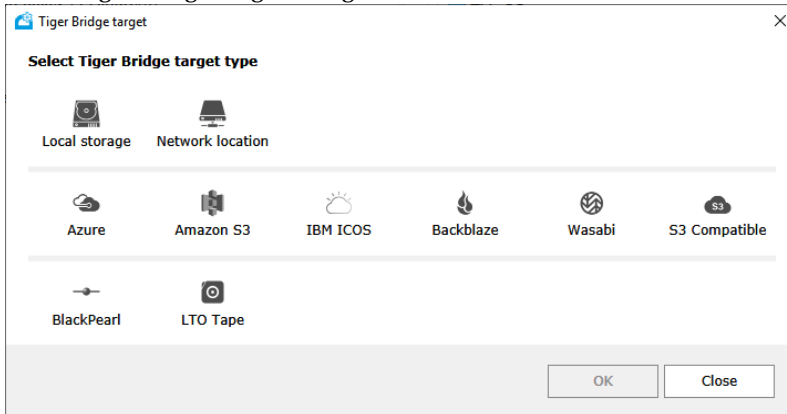 Tiger Bridge target
Select Tiger Bridge target type
Local storage Network location
S3
Azure Amazon S3 IBM ICOS Backblaze Wasabi S3 Compatible
BlackPearl LTO Tape
OK Close